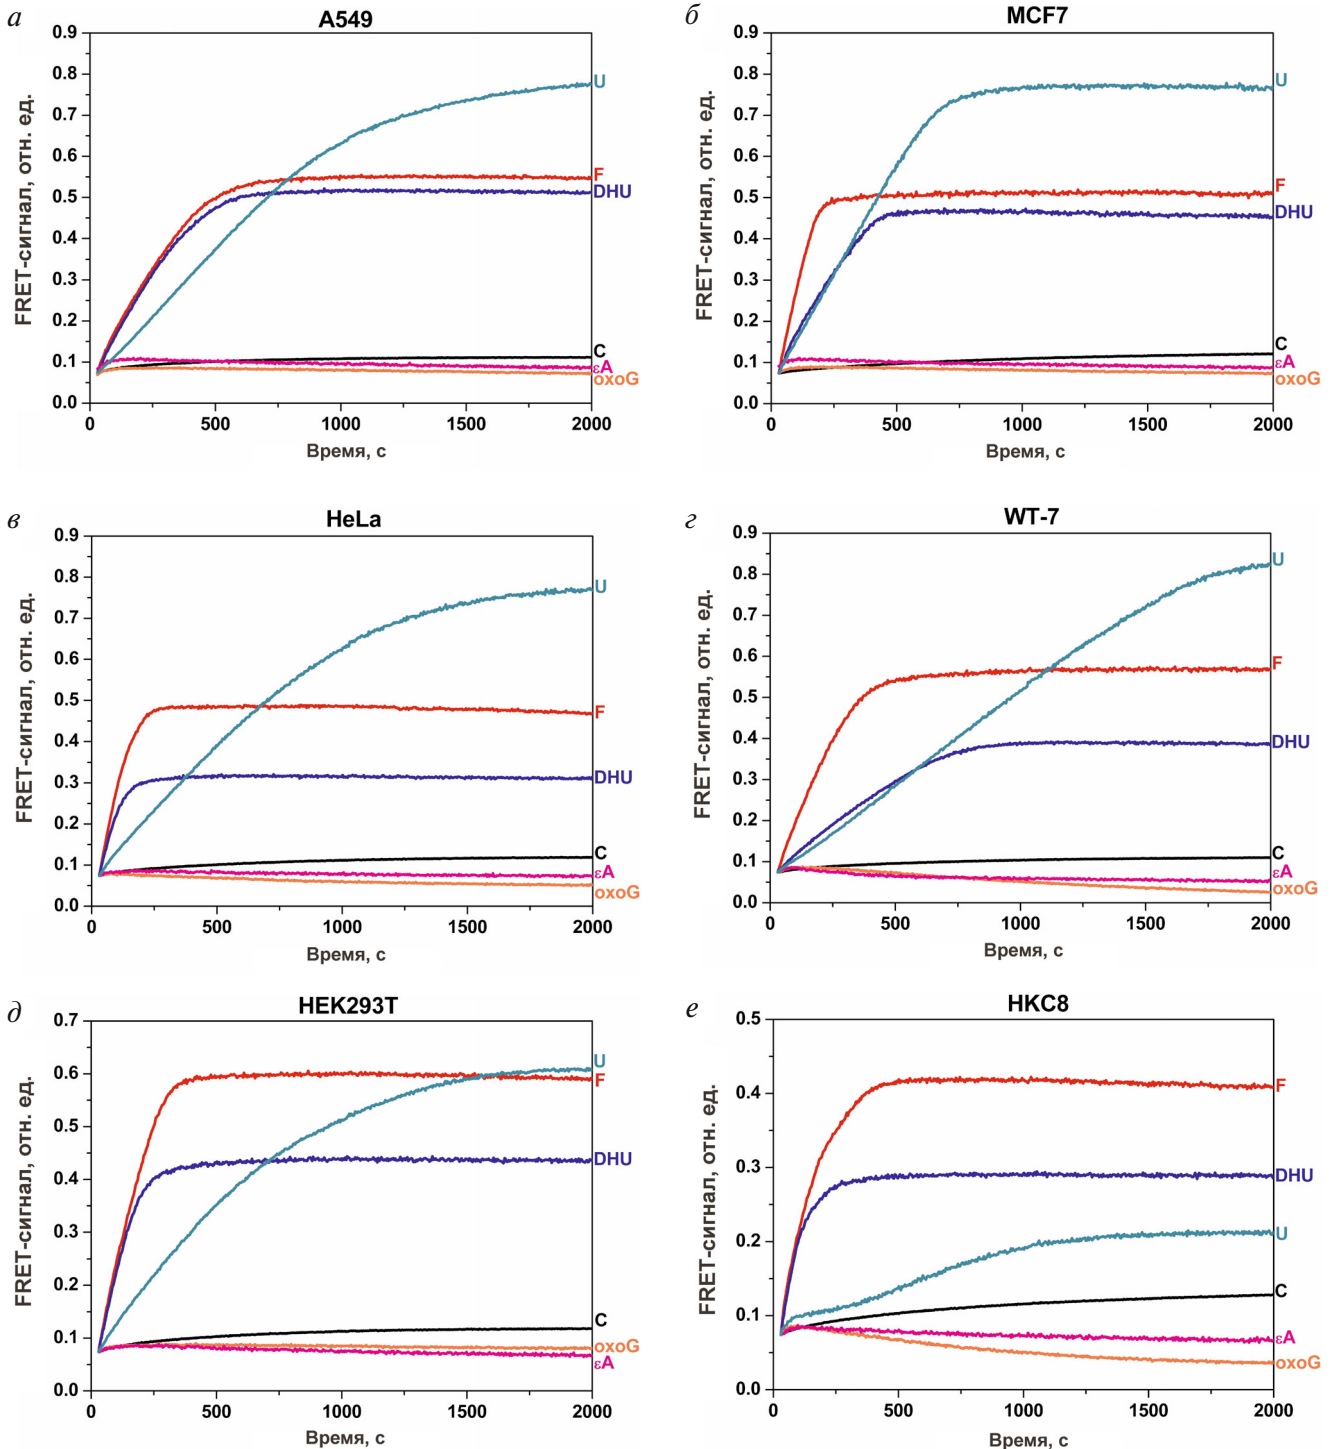 а
A549
FRET-сигнал, отн. ед.
0.9
0.8
0.7
0.6
0.5
0.4
0.3
0.2
0.1
0.0
U
F
DHU
C
εA
oxoG
0 500 1000 1500 2000
Время, с
б
MCF7
FRET-сигнал, отн. ед.
0.9
0.8
0.7
0.6
0.5
0.4
0.3
0.2
0.1
0.0
U
F
DHU
C
εA
oxoG
0 500 1000 1500 2000
Время, с
в
HeLa
FRET-сигнал, отн. ед.
0.9
0.8
0.7
0.6
0.5
0.4
0.3
0.2
0.1
0.0
U
F
DHU
C
εA
oxoG
0 500 1000 1500 2000
Время, с
г
WT-7
FRET-сигнал, отн. ед.
0.9
0.8
0.7
0.6
0.5
0.4
0.3
0.2
0.1
0.0
U
F
DHU
C
εA
oxoG
0 500 1000 1500 2000
Время, с
д
HEK293T
FRET-сигнал, отн. ед.
0.7
0.6
0.5
0.4
0.3
0.2
0.1
0.0
U
F
DHU
C
oxoG
εA
0 500 1000 1500 2000
Время, с
е
HKC8
FRET-сигнал, отн. ед.
0.5
0.4
0.3
0.2
0.1
0.0
F
DHU
U
C
εA
oxoG
0 500 1000 1500 2000
Время, с